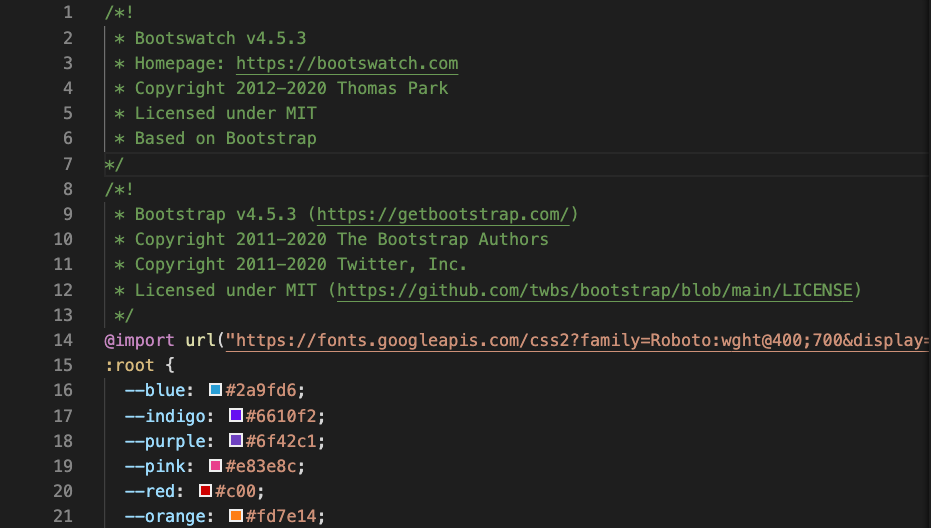 1 /*!
2 * Bootswatch v4.5.3
3 * Homepage: https://bootswatch.com
4 * Copyright 2012-2020 Thomas Park
5 * Licensed under MIT
6 * Based on Bootstrap
7 */
8 /*!
9 * Bootstrap v4.5.3 (https://getbootstrap.com/)
10 * Copyright 2011-2020 The Bootstrap Authors
11 * Copyright 2011-2020 Twitter, Inc.
12 * Licensed under MIT (https://github.com/twbs/bootstrap/blob/main/LICENSE)
13 */
14 @import url("https://fonts.googleapis.com/css2?family=Roboto:wght@400;700&display=
15 :root {
16 --blue: #2a9fd6;
17 --indigo: #6610f2;
18 --purple: #6f42c1;
19 --pink: #e83e8c;
20 --red: #c00;
21 --orange: #fd7e14;